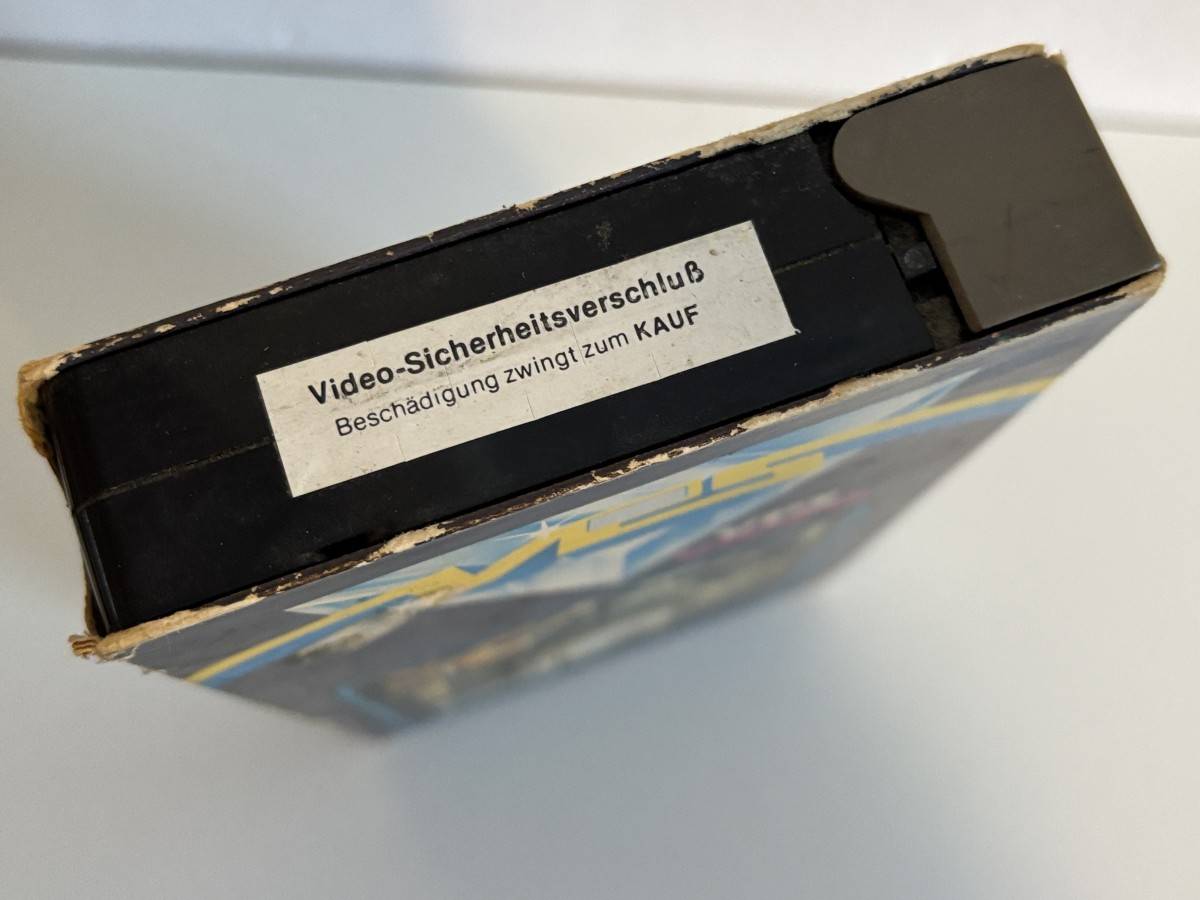 Video-Sicherheitsverschluß
Beschädigung zwingt zum KAUF